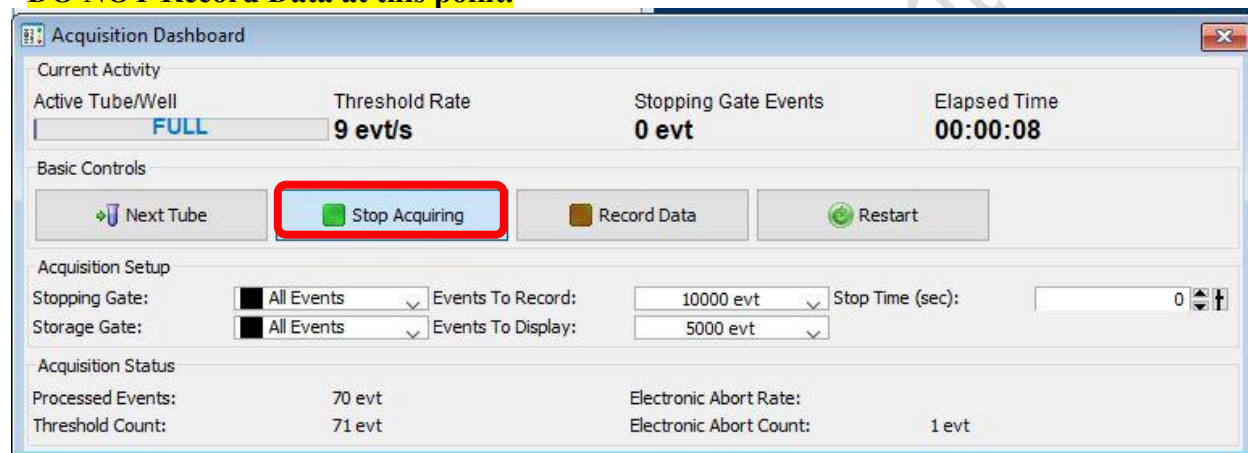 DO NOT Record Data at this point.
Acquisition Dashboard
Current Activity
Active Tube/Well Threshold Rate Stopping Gate Events Elapsed Time
FULL 9 evt/s 0 evt 00:00:08
Basic Controls
Next Tube Stop Acquiring Record Data Restart
Acquisition Setup
Stopping Gate: All Events Events To Record: 10000 evt Stop Time (sec): 0
Storage Gate: All Events Events To Display: 5000 evt
Acquisition Status
Processed Events: 70 evt Electronic Abort Rate:
Threshold Count: 71 evt Electronic Abort Count: 1 evt